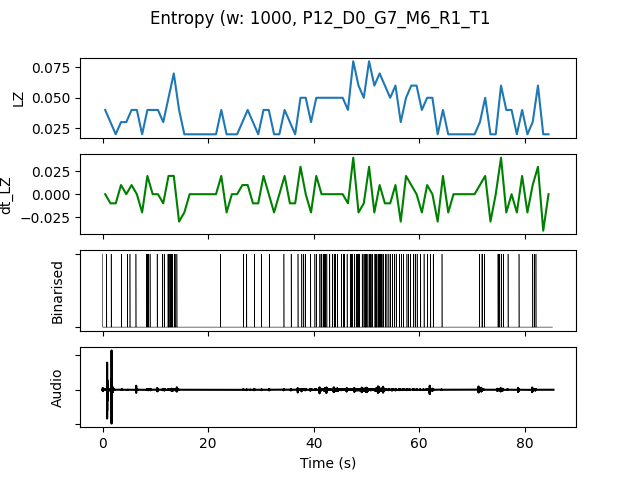 Entropy (w: 1000, P12_D0_G7_M6_R1_T1
0.075
0.050
0.025
LZ
0.025
0.000
−0.025
dt_LZ
Binarised
Audio
0 20 40 60 80
Time (s)